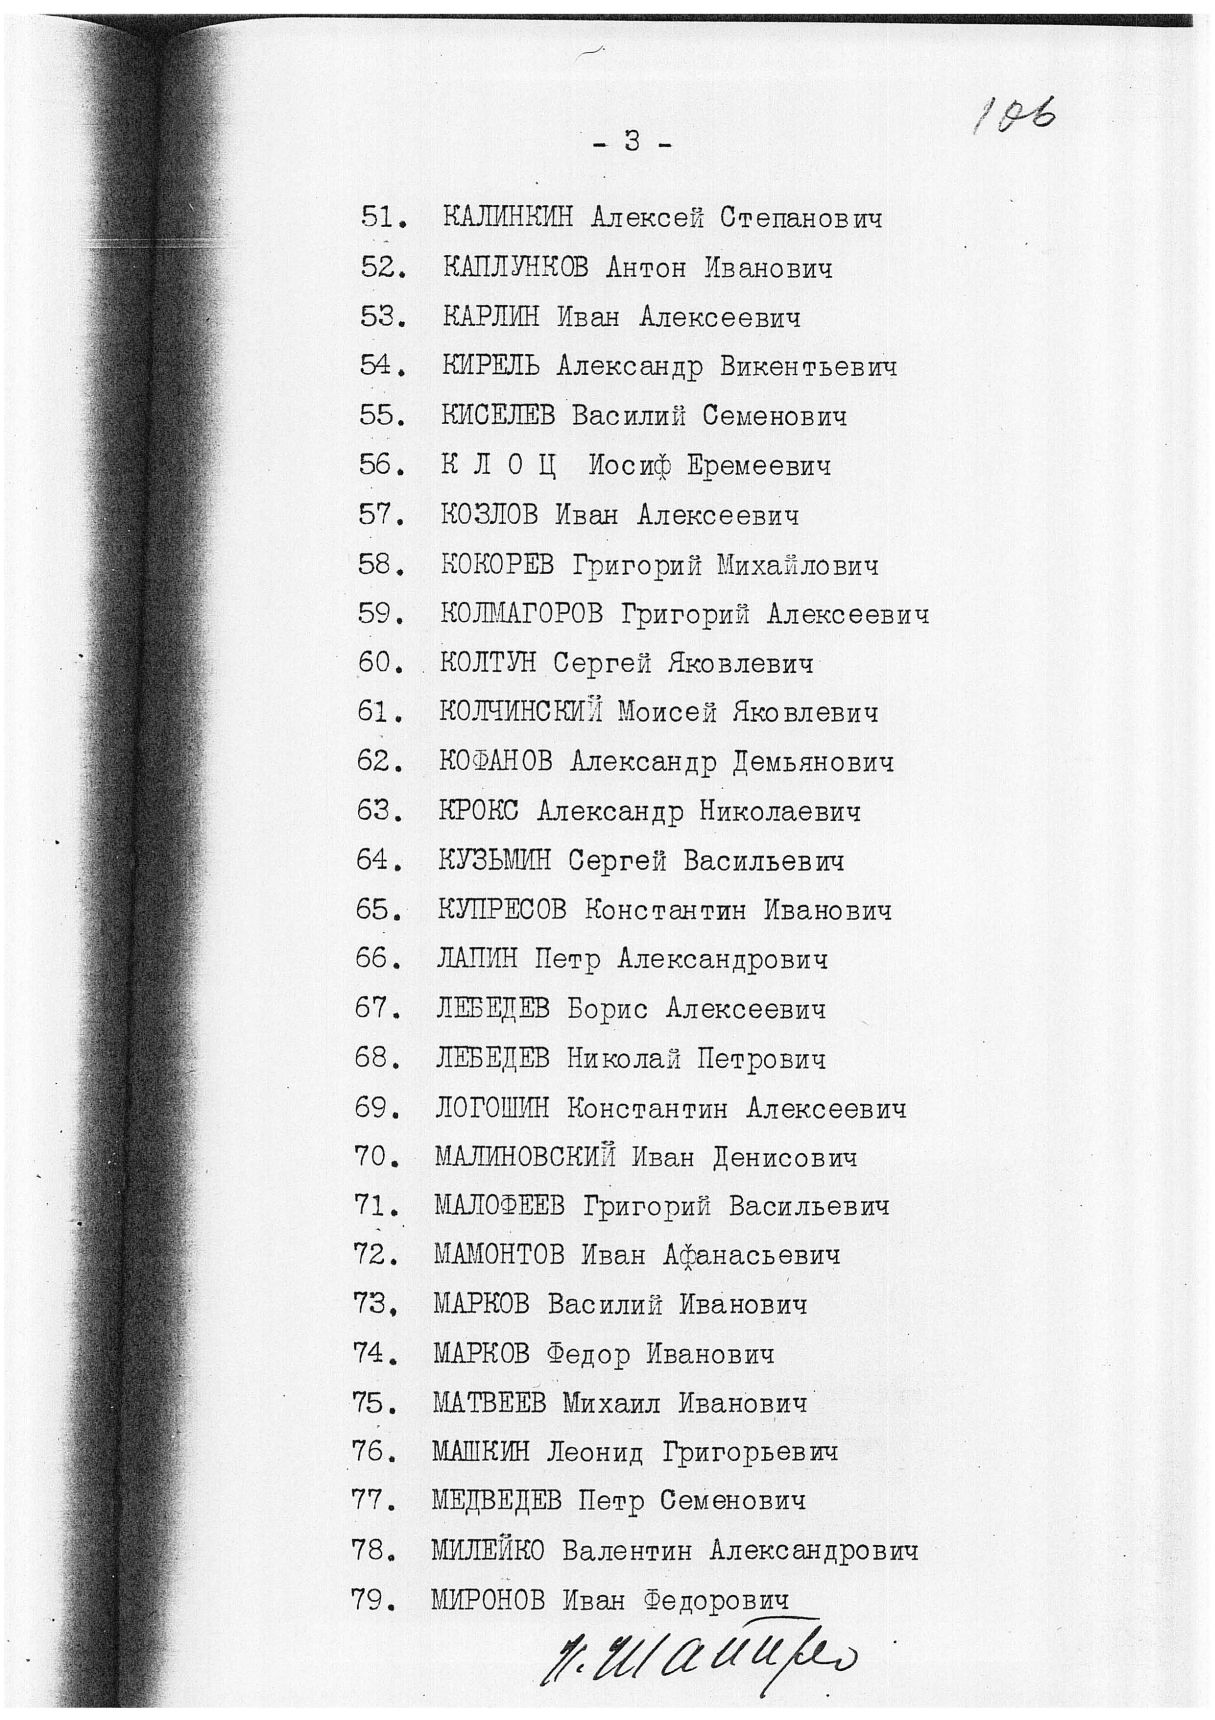 106
- 3 -
51. КАЛИНКИН Алексей Степанович
52. КАПЛУНКОВ Антон Иванович
53. КАРЛИН Иван Алексеевич
54. КИРЕЛЬ Александр Викентьевич
55. КИСЕЛЕВ Василий Семенович
56. К Л О Ц Иосиф Еремеевич
57. КОЗЛОВ Иван Алексеевич
58. КОКОРЕВ Григорий Михайлович
59. КОЛМАГОРОВ Григорий Алексеевич
60. КОЛТУН Сергей Яковлевич
61. КОЛЧИНСКИЙ Моисей Яковлевич
62. КОФАНОВ Александр Демьянович
63. КРОКС Александр Николаевич
64. КУЗЬМИН Сергей Васильевич
65. КУПРЕСОВ Константин Иванович
66. ЛАПИН Петр Александрович
67. ЛЕБЕДЕВ Борис Алексеевич
68. ЛЕБЕДЕВ Николай Петрович
69. ЛОГОШИН Константин Алексеевич
70. МАЛИНОВСКИЙ Иван Денисович
71. МАЛОФЕЕВ Григорий Васильевич
72. МАМОНТОВ Иван Афанасьевич
73. МАРКОВ Василий Иванович
74. МАРКОВ Федор Иванович
75. МАТВЕЕВ Михаил Иванович
76. МАШКИН Леонид Григорьевич
77. МЕДВЕДЕВ Петр Семенович
78. МИЛЕЙКО Валентин Александрович
79. МИРОНОВ Иван Федорович
И. Шапиро